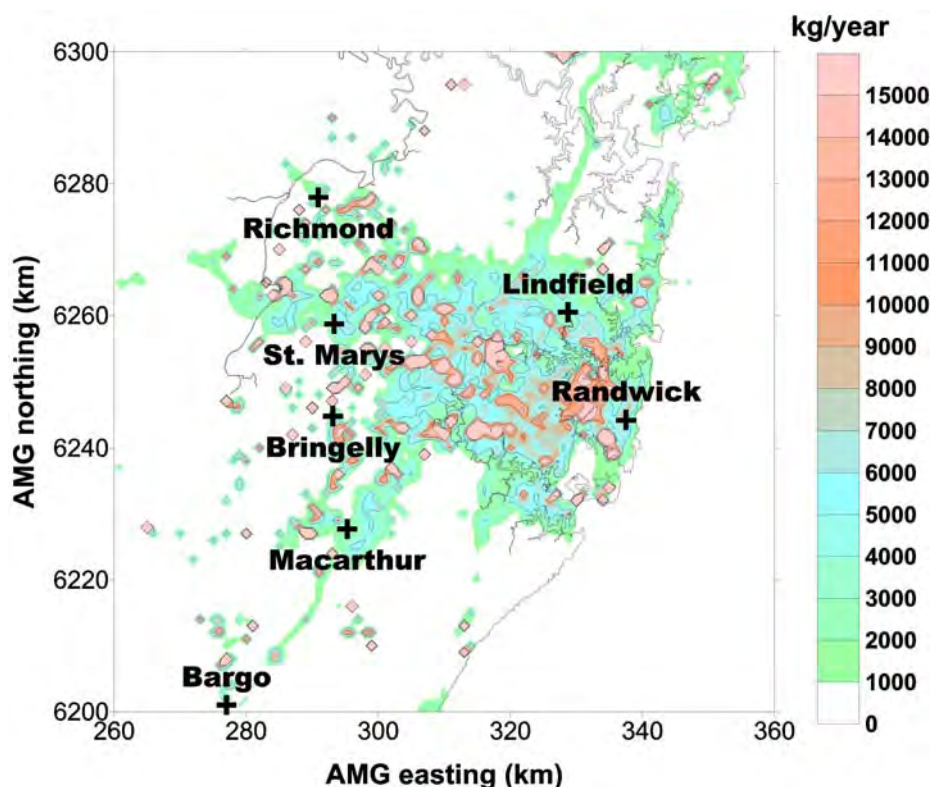 kg/year
6300
6280
6260
6240
6220
6200
AMG northing (km)
Richmond
Lindfield
St. Marys
Randwick
Bringelly
Macarthur
Bargo
260
280
300
320
340
360
AMG easting (km)
15000
14000
13000
12000
11000
10000
9000
8000
7000
6000
5000
4000
3000
2000
1000
0